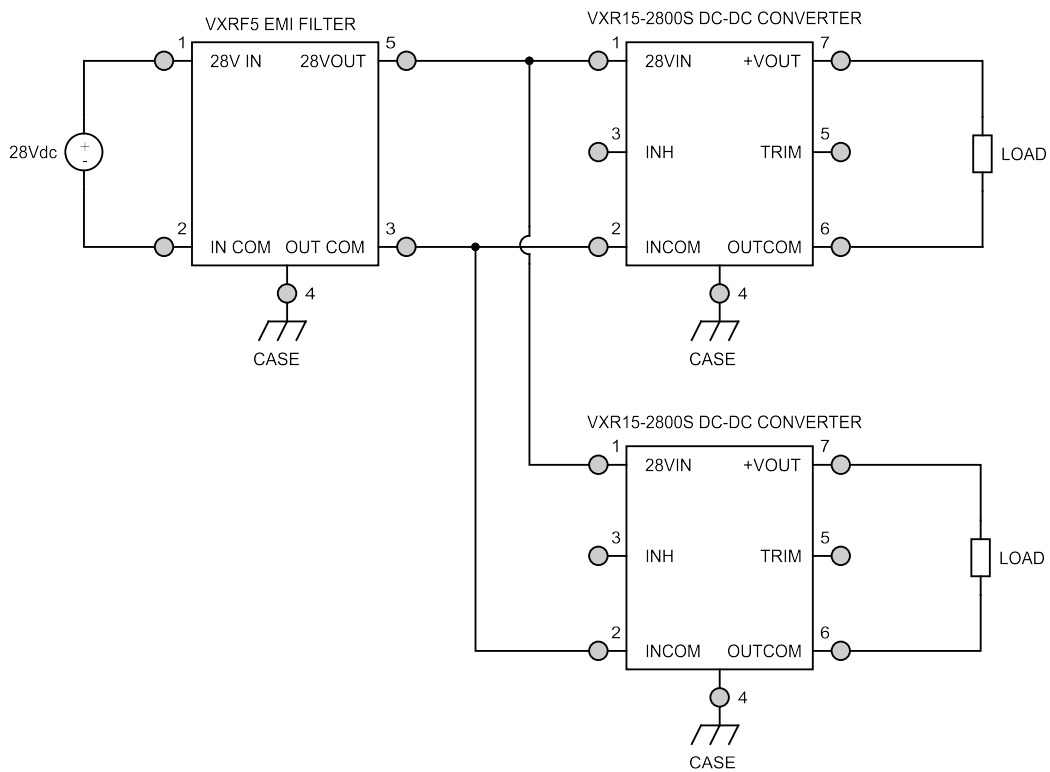 VXRF5 EMI FILTER
VXR15-2800S DC-DC CONVERTER
1
28V IN
28VOUT
5
1
28VIN
+VOUT
7
28Vdc
+
-
3
INH
TRIM
5
LOAD
2
IN COM
OUT COM
3
2
INCOM
OUTCOM
6
4
CASE
4
CASE
VXR15-2800S DC-DC CONVERTER
1
28VIN
+VOUT
7
3
INH
TRIM
5
LOAD
2
INCOM
OUTCOM
6
4
CASE